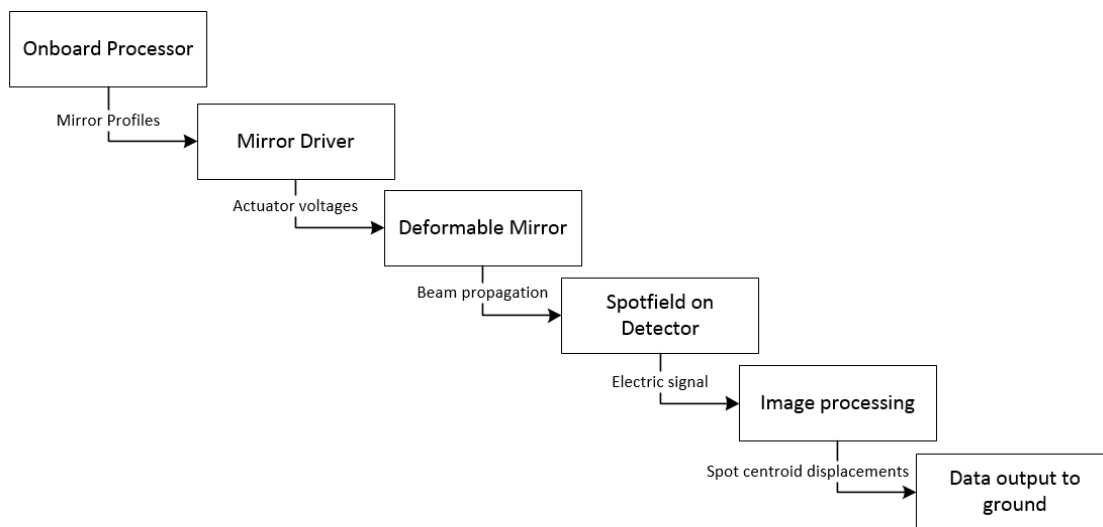 Onboard Processor
Mirror Profiles
Mirror Driver
Actuator voltages
Deformable Mirror
Beam propagation
Spotfield on
Detector
Electric signal
Image processing
Spot centroid displacements
Data output to
ground